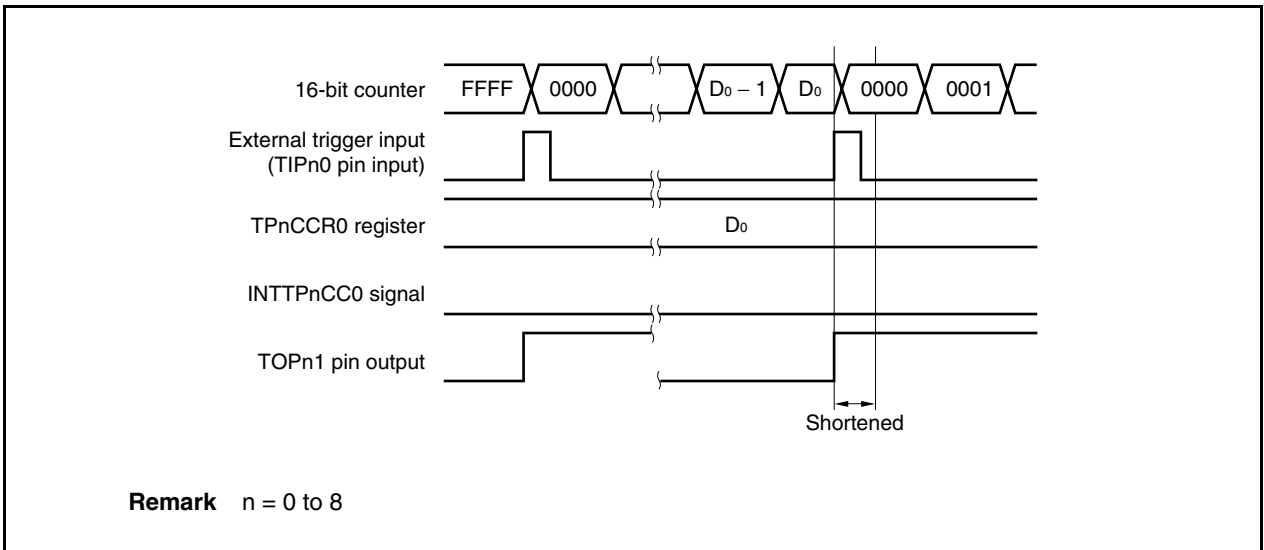 16-bit counter FFFF 0000 D0 − 1 D0 0000 0001
External trigger input
(TIPn0 pin input)
TPnCCR0 register D0
INTTPnCC0 signal
TOPn1 pin output
Shortened
Remark n = 0 to 8